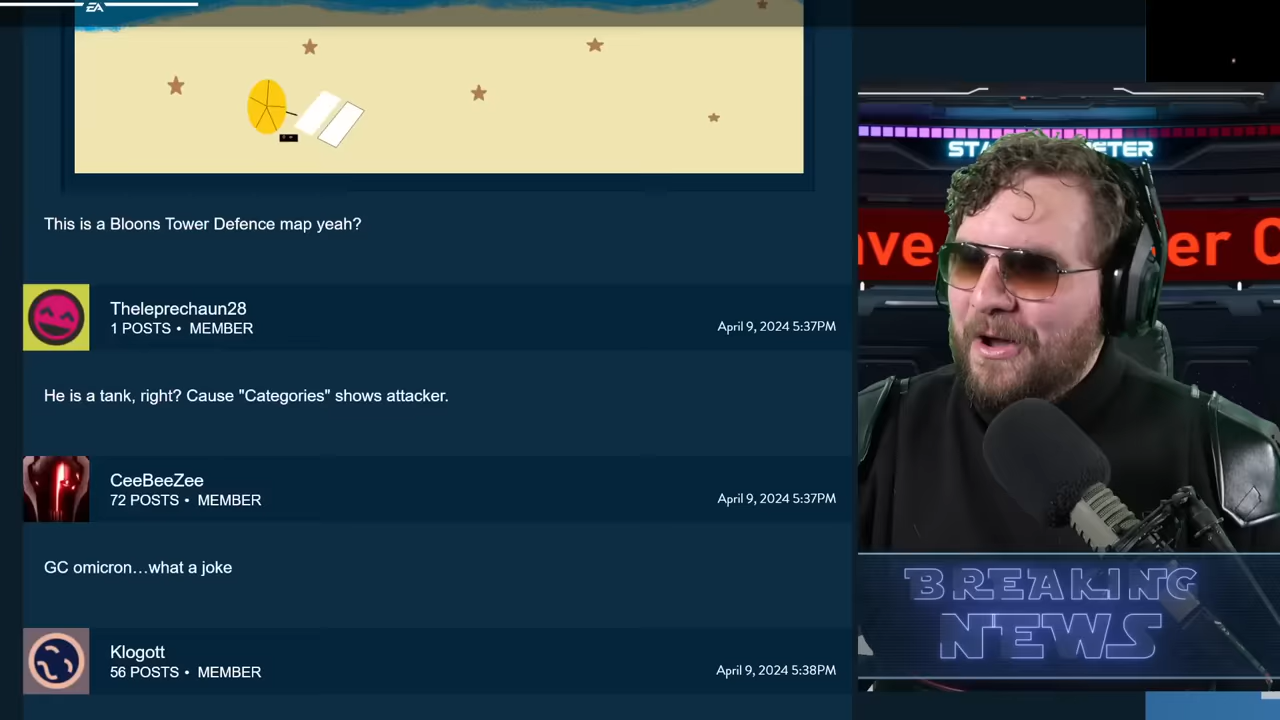 EA
This is a Bloons Tower Defence map yeah?
Theleprechaun28
1 POSTS • MEMBER
April 9, 2024 5:37PM
He is a tank, right? Cause "Categories" shows attacker.
CeeBeeZee
72 POSTS • MEMBER
April 9, 2024 5:37PM
GC omicron...what a joke
Klogott
56 POSTS • MEMBER
April 9, 2024 5:38PM
BREAKING
NEWS